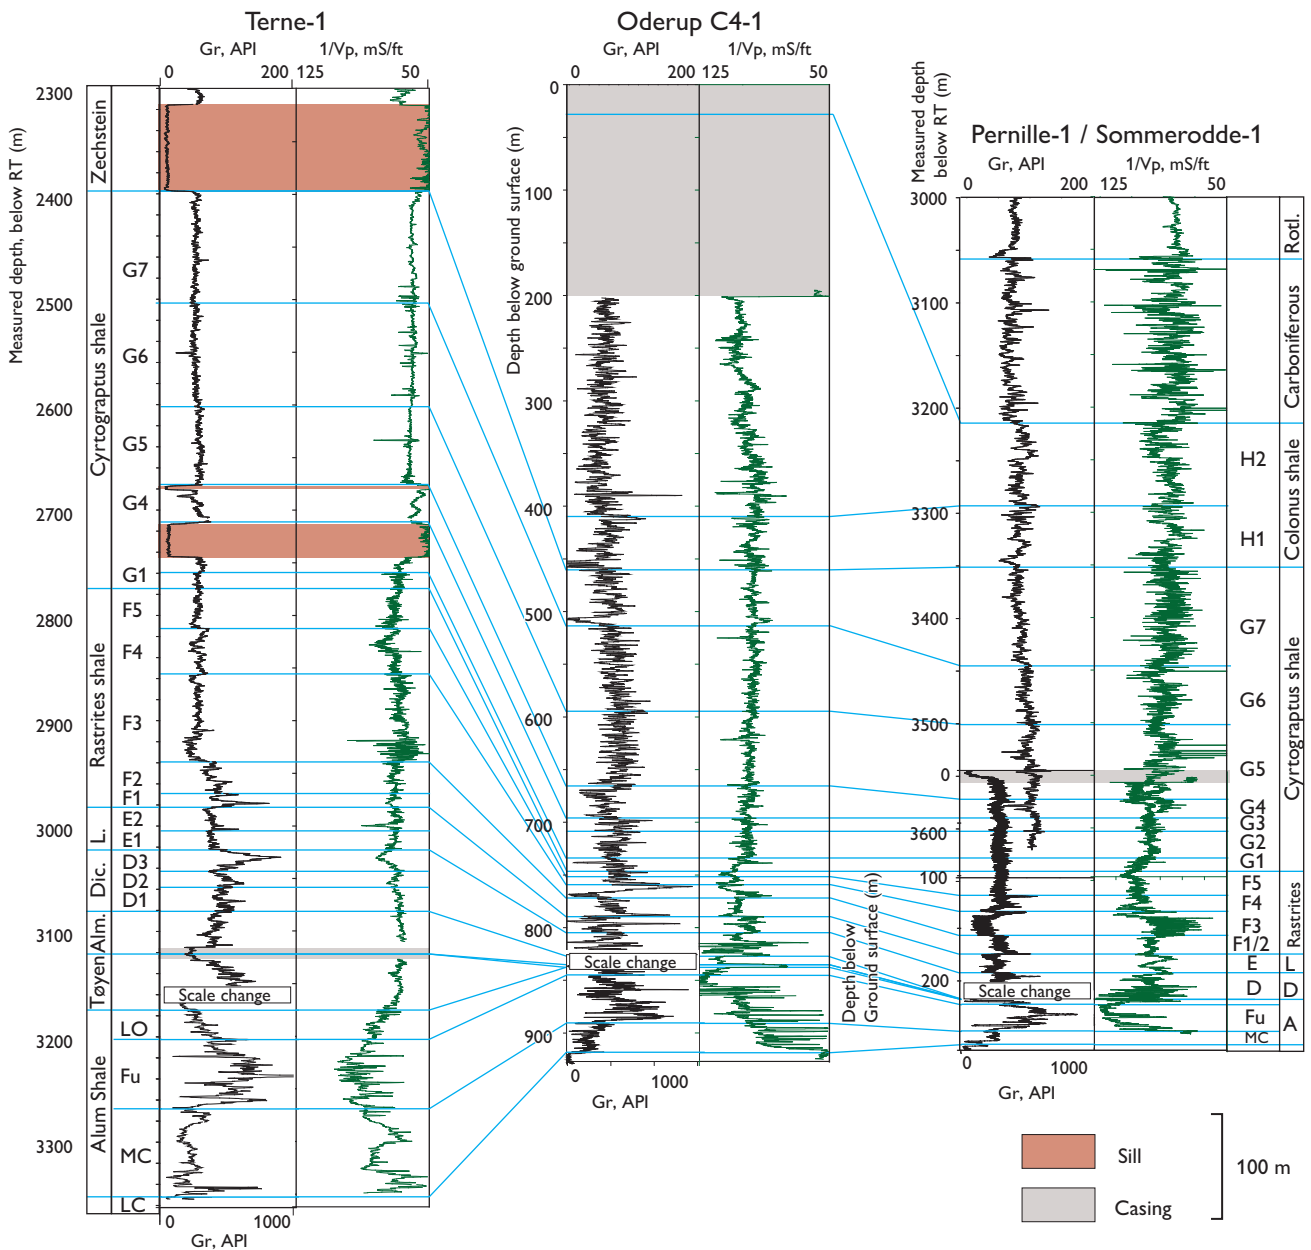 Terne-1
Gr, API
1/Vp, mS/ft
0
200
125
50
Measured depth, below RT (m)
2300
2400
2500
2600
2700
2800
2900
3000
3100
3200
3300
Zechstein
Cyrtograptus shale
Rastrites shale
L.
Dic.
Alm.
Tøyen
Alum Shale
G7
G6
G5
G4
G1
F5
F4
F3
F2
F1
E2
E1
D3
D2
D1
LO
Fu
MC
LC
Scale change
0
1000
Gr, API
Oderup C4-1
Gr, API
1/Vp, mS/ft
0
200
125
50
Depth below ground surface (m)
0
100
200
300
400
500
600
700
800
900
Scale change
0
1000
Gr, API
Pernille-1 / Sommerodde-1
Gr, API
1/Vp, mS/ft
0
200
125
50
Measured depth
below RT (m)
3000
3100
3200
3300
3400
3500
0
3600
100
200
Depth below
Ground surface (m)
Scale change
0
1000
Gr, API
H2
H1
G7
G6
G5
G4
G3
G2
G1
F5
F4
F3
F1/2
E
D
Fu
MC
Rotl.
Carboniferous
Colonus shale
Cyrtograptus shale
Rastrites
L
D
A
Sill
Casing
100 m